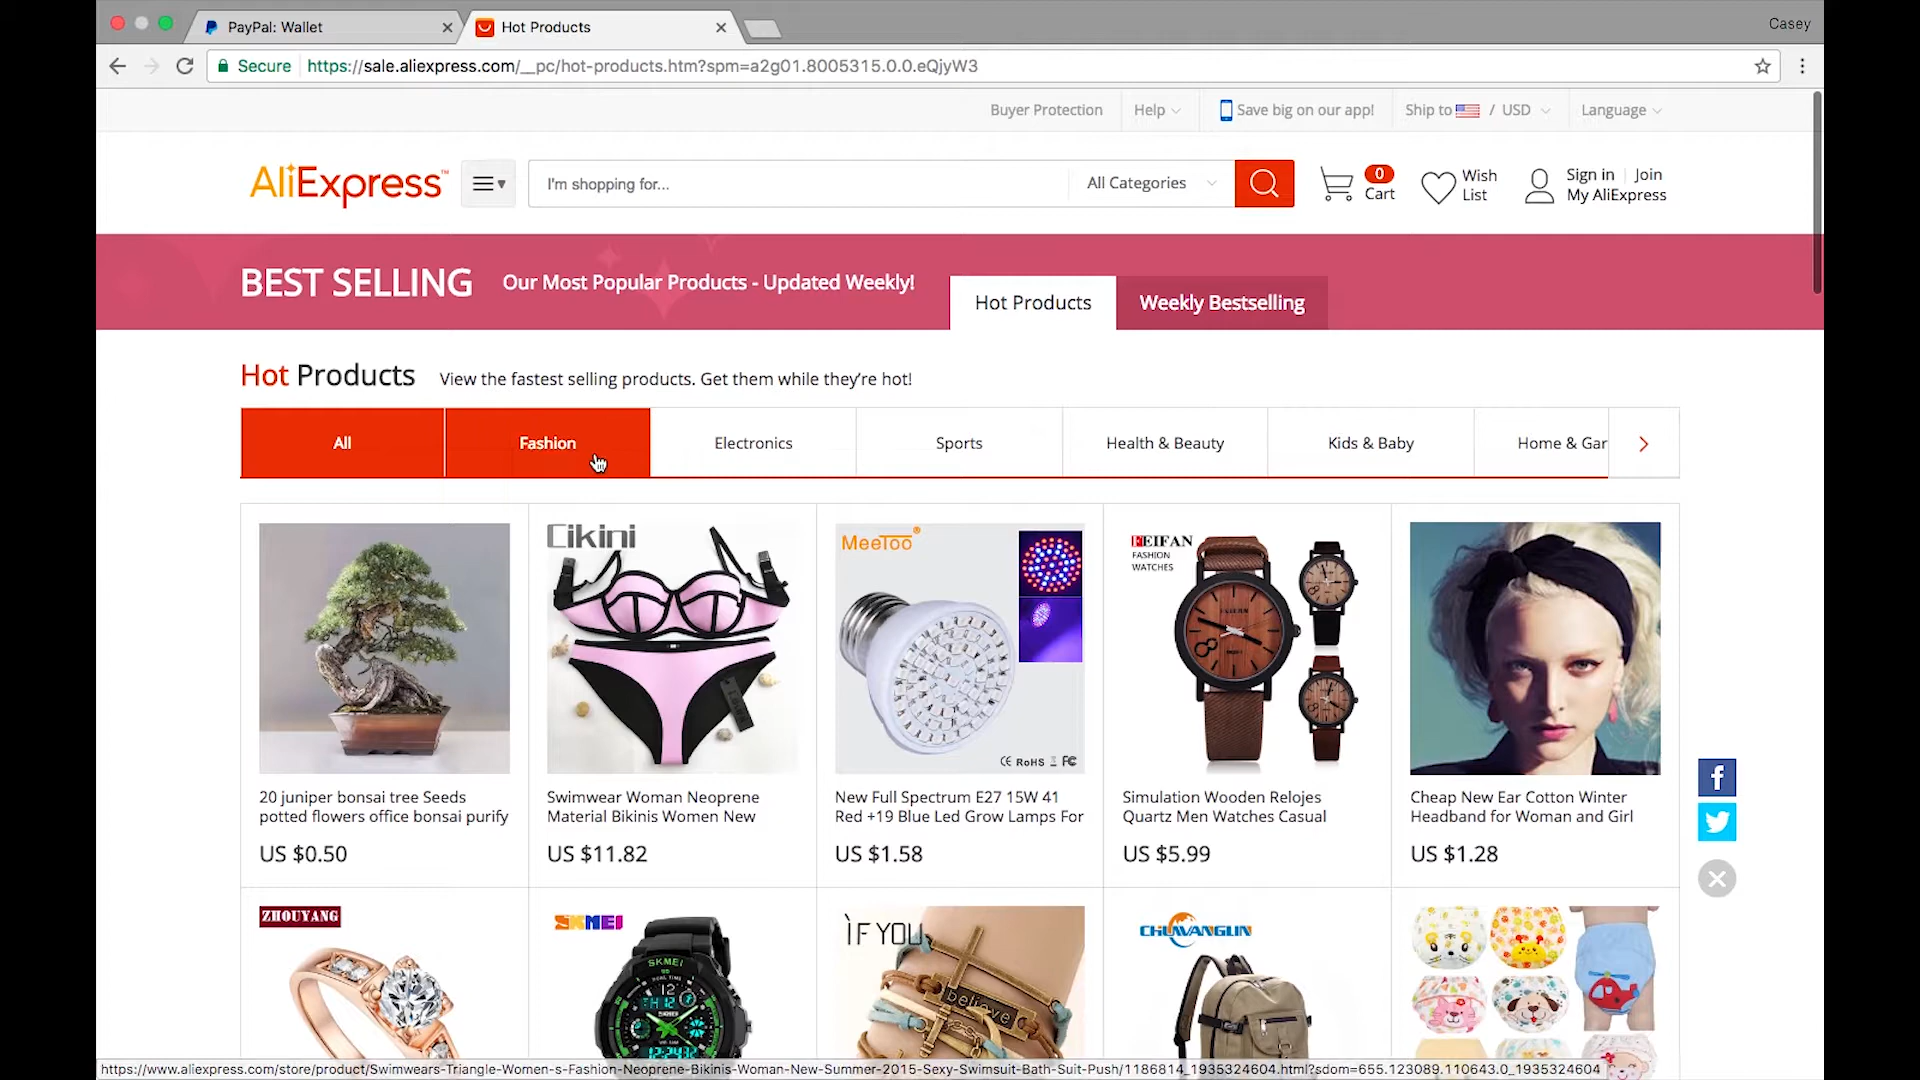 PayPal: Wallet
Hot Products
Casey
Secure https://sale.aliexpress.com/__pc/hot-products.htm?spm=a2g01.8005315.0.0.eQjyW3
Buyer Protection
Help
Save big on our app!
Ship to / USD
Language
AliExpress™
I'm shopping for...
All Categories
0
Cart
Wish
List
Sign in | Join
My AliExpress
BEST SELLING
Our Most Popular Products - Updated Weekly!
Hot Products
Weekly Bestselling
Hot Products
View the fastest selling products. Get them while they're hot!
All
Fashion
Electronics
Sports
Health & Beauty
Kids & Baby
Home & Gar
Cikini
MeeToo®
CE RoHS FC
FEIFAN
FASHION
WATCHES
20 juniper bonsai tree Seeds
potted flowers office bonsai purify
US $0.50
Swimwear Woman Neoprene
Material Bikinis Women New
US $11.82
New Full Spectrum E27 15W 41
Red +19 Blue Led Grow Lamps For
US $1.58
Simulation Wooden Relojes
Quartz Men Watches Casual
US $5.99
Cheap New Ear Cotton Winter
Headband for Woman and Girl
US $1.28
ZHOUYANG
SKMEI
SKMEI
IF YOU
believe
CHUWANGLIN
https://www.aliexpress.com/store/product/Swimwears-Triangle-Women-s-Fashion-Neoprene-Bikinis-Woman-New-Summer-2015-Sexy-Swimsuit-Bath-Suit-Push/1186814_1935324604.html?sdom=655.123089.110643.0_1935324604